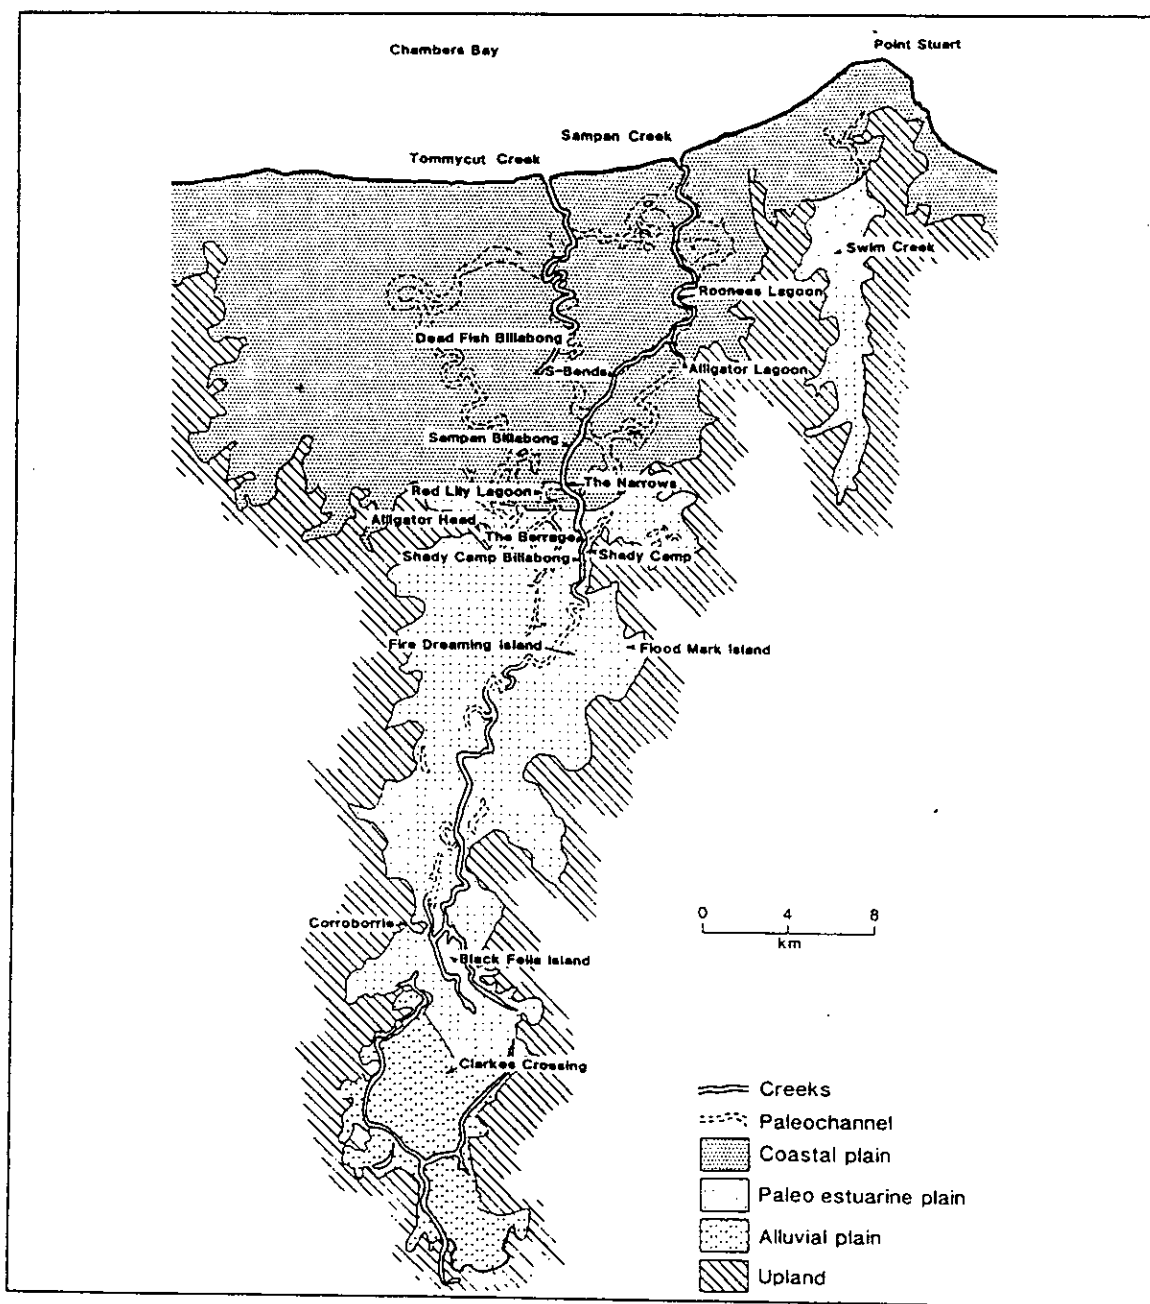 Chambers Bay
Point Stuart
Sampan Creek
Tommycut Creek
Swim Creek
Roonees Lagoon
Dead Fish Billabong
S-Bends
Alligator Lagoon
Sampan Billabong
The Narrows
Red Lily Lagoon
Alligator Head
The Barrage
Shady Camp Billabong
Shady Camp
Fire Dreaming Island
Flood Mark Island
0 4 8
km
Corroborrie
Black Fella Island
Clarkes Crossing
Creeks
Paleochannel
Coastal plain
Paleo estuarine plain
Alluvial plain
Upland